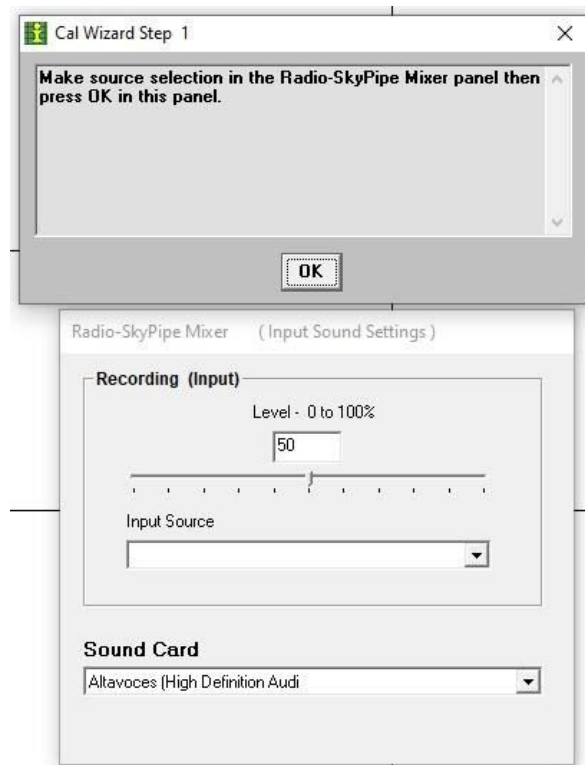 Cal Wizard Step 1
Make source selection in the Radio-SkyPipe Mixer panel then
press OK in this panel.
OK
Radio-SkyPipe Mixer ( Input Sound Settings )
Recording (Input)
Level - 0 to 100%
50
Input Source
Sound Card
Altavoces (High Definition Audi